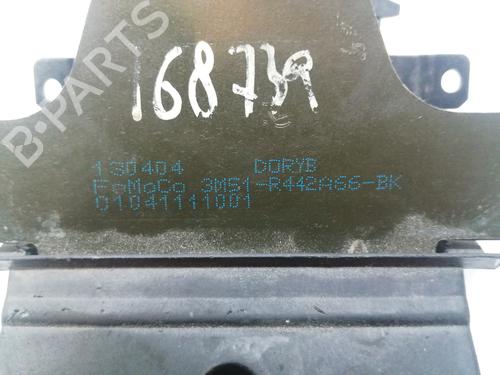 B-PARTS
168739
130404 DORYB
FoMoCo 3M51-R442A66-BK
01041111001